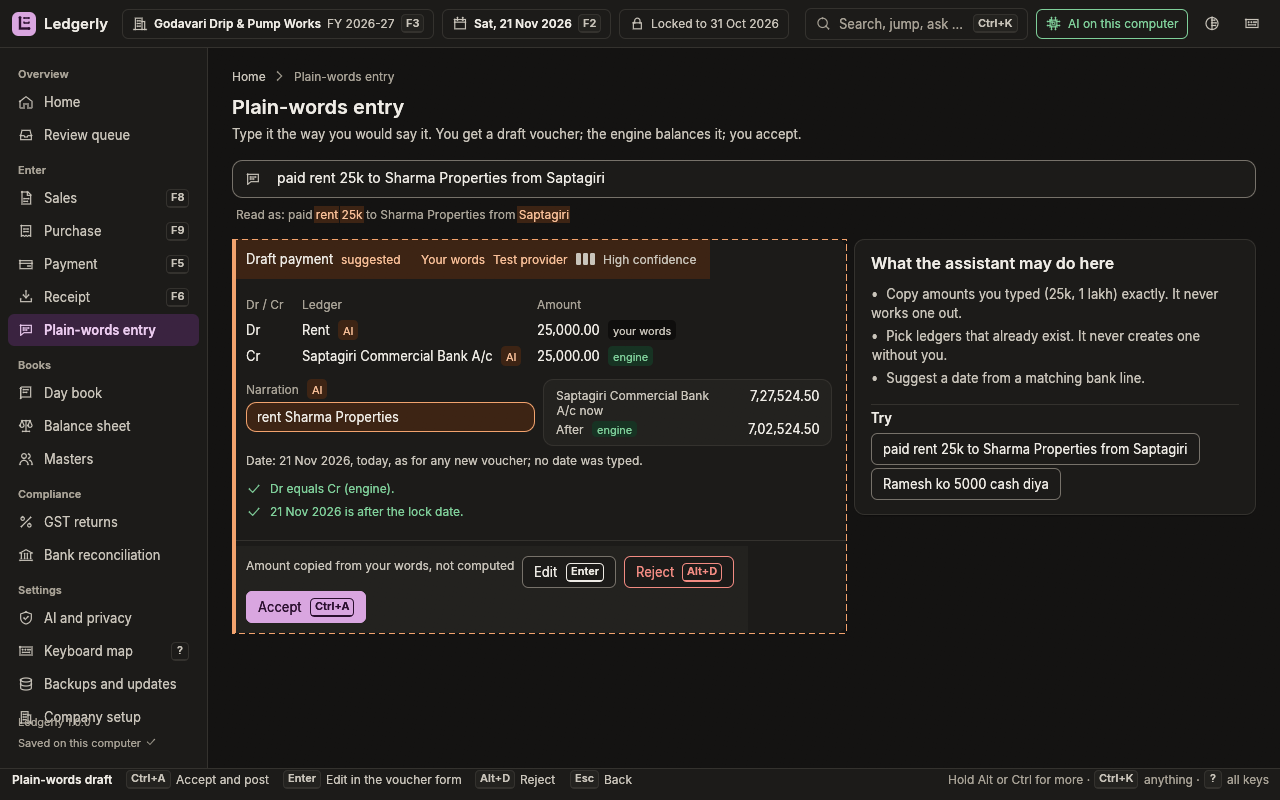 Ledgerly
Godavari Drip & Pump Works FY 2026-27 F3
Sat, 21 Nov 2026 F2
Locked to 31 Oct 2026
Search, jump, ask ... Ctrl+K
AI on this computer
Overview
Home
Review queue
Enter
Sales F8
Purchase F9
Payment F5
Receipt F6
Plain-words entry
Books
Day book
Balance sheet
Masters
Compliance
GST returns
Bank reconciliation
Settings
AI and privacy
Keyboard map ?
Backups and updates
Company setup
Ledgerly 1.0.0
Saved on this computer
Home Plain-words entry
Plain-words entry
Type it the way you would say it. You get a draft voucher; the engine balances it; you accept.
paid rent 25k to Sharma Properties from Saptagiri
Read as: paid rent 25k to Sharma Properties from Saptagiri
Draft payment suggested Your words Test provider High confidence
Dr / Cr Ledger Amount
Dr Rent AI 25,000.00 your words
Cr Saptagiri Commercial Bank A/c AI 25,000.00 engine
Narration AI
rent Sharma Properties
Saptagiri Commercial Bank 7,27,524.50
A/c now
After engine 7,02,524.50
Date: 21 Nov 2026, today, as for any new voucher; no date was typed.
Dr equals Cr (engine).
21 Nov 2026 is after the lock date.
Amount copied from your words, not computed
Edit Enter
Reject Alt+D
Accept Ctrl+A
What the assistant may do here
• Copy amounts you typed (25k, 1 lakh) exactly. It never
works one out.
• Pick ledgers that already exist. It never creates one
without you.
• Suggest a date from a matching bank line.
Try
paid rent 25k to Sharma Properties from Saptagiri
Ramesh ko 5000 cash diya
Plain-words draft Ctrl+A Accept and post Enter Edit in the voucher form Alt+D Reject Esc Back
Hold Alt or Ctrl for more · Ctrl+K anything · ? all keys